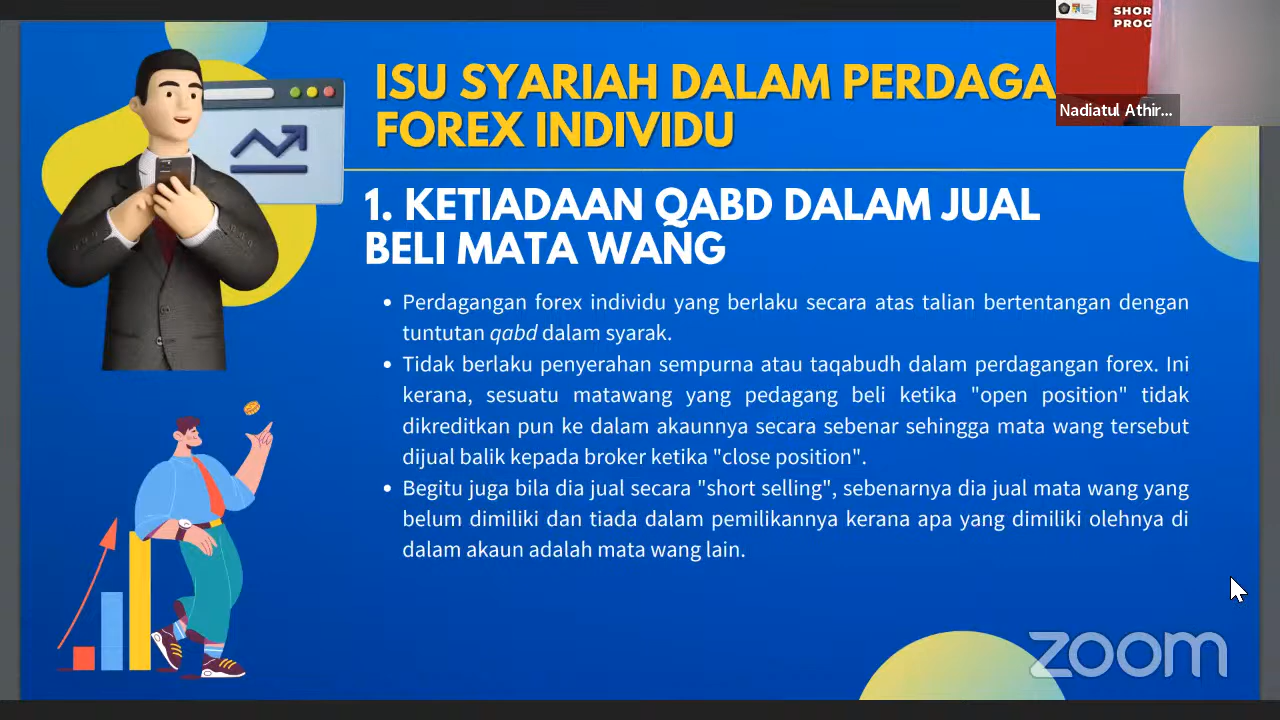 SHOR
PROG
ISU SYARIAH DALAM PERDAGA
FOREX INDIVIDU
Nadiatul Athir...
1. KETIADAAN QABD DALAM JUAL
BELI MATA WANG
• Perdagangan forex individu yang berlaku secara atas talian bertentangan dengan
tuntutan qabd dalam syarak.
• Tidak berlaku penyerahan sempurna atau taqabudh dalam perdagangan forex. Ini
kerana, sesuatu matawang yang pedagang beli ketika "open position" tidak
dikreditkan pun ke dalam akaunnya secara sebenar sehingga mata wang tersebut
dijual balik kepada broker ketika "close position".
• Begitu juga bila dia jual secara "short selling", sebenarnya dia jual mata wang yang
belum dimiliki dan tiada dalam pemilikannya kerana apa yang dimiliki olehnya di
dalam akaun adalah mata wang lain.
zoom